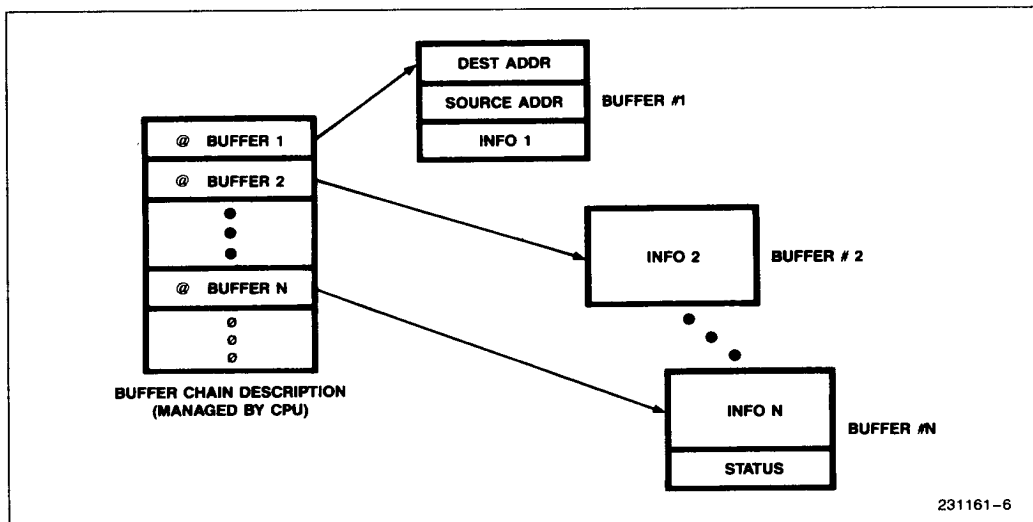 DEST ADDR
SOURCE ADDR
INFO 1
BUFFER #1
@ BUFFER 1
@ BUFFER 2
@ BUFFER N
Ø
Ø
Ø
BUFFER CHAIN DESCRIPTION
(MANAGED BY CPU)
INFO 2
BUFFER # 2
INFO N
STATUS
BUFFER #N
231161-6